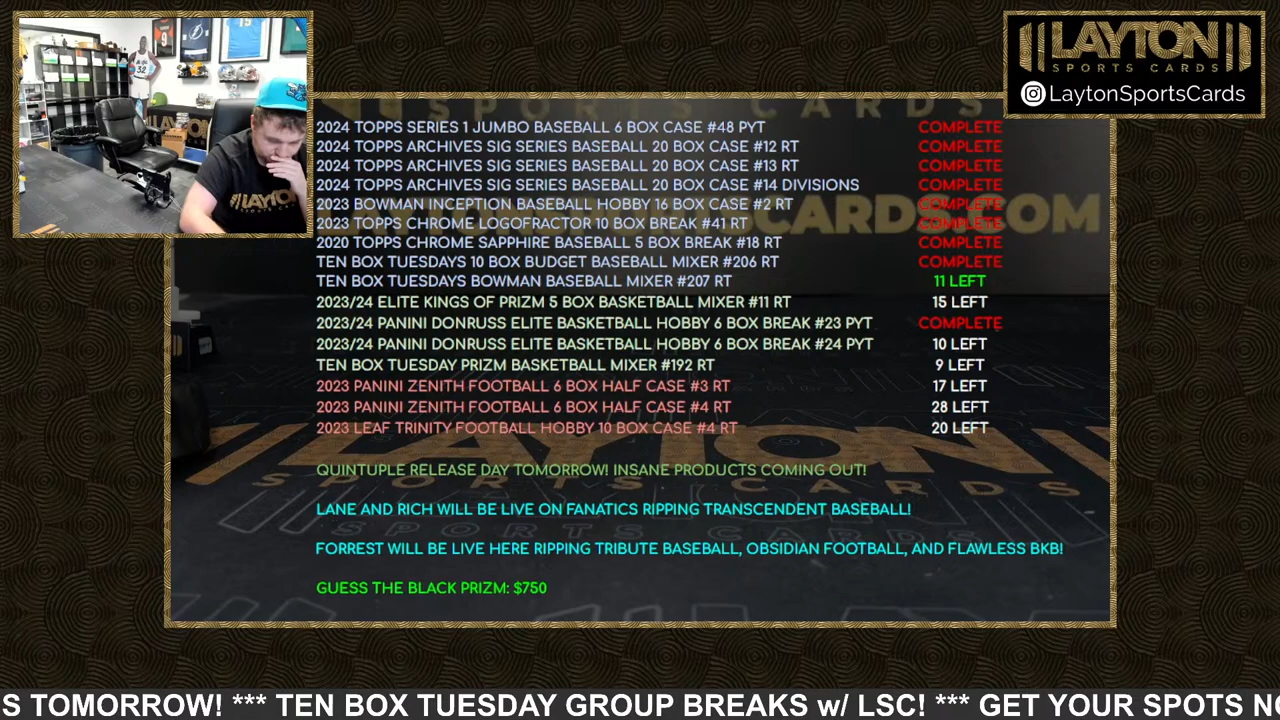 LAYTON
SPORTS CARDS
LaytonSportsCards
2024 TOPPS SERIES 1 JUMBO BASEBALL 6 BOX CASE #48 PYT COMPLETE
2024 TOPPS ARCHIVES SIG SERIES BASEBALL 20 BOX CASE #12 RT COMPLETE
2024 TOPPS ARCHIVES SIG SERIES BASEBALL 20 BOX CASE #13 RT COMPLETE
2024 TOPPS ARCHIVES SIG SERIES BASEBALL 20 BOX CASE #14 DIVISIONS COMPLETE
2023 BOWMAN INCEPTION BASEBALL HOBBY 16 BOX CASE #2 RT COMPLETE
2023 TOPPS CHROME LOGOFRACTOR 10 BOX BREAK #41 RT COMPLETE
2020 TOPPS CHROME SAPPHIRE BASEBALL 5 BOX BREAK #18 RT COMPLETE
TEN BOX TUESDAYS 10 BOX BUDGET BASEBALL MIXER #206 RT COMPLETE
TEN BOX TUESDAYS BOWMAN BASEBALL MIXER #207 RT 11 LEFT
2023/24 ELITE KINGS OF PRIZM 5 BOX BASKETBALL MIXER #11 RT 15 LEFT
2023/24 PANINI DONRUSS ELITE BASKETBALL HOBBY 6 BOX BREAK #23 PYT COMPLETE
2023/24 PANINI DONRUSS ELITE BASKETBALL HOBBY 6 BOX BREAK #24 PYT 10 LEFT
TEN BOX TUESDAY PRIZM BASKETBALL MIXER #192 RT 9 LEFT
2023 PANINI ZENITH FOOTBALL 6 BOX HALF CASE #3 RT 17 LEFT
2023 PANINI ZENITH FOOTBALL 6 BOX HALF CASE #4 RT 28 LEFT
2023 LEAF TRINITY FOOTBALL HOBBY 10 BOX CASE #4 RT 20 LEFT
QUINTUPLE RELEASE DAY TOMORROW! INSANE PRODUCTS COMING OUT!
LANE AND RICH WILL BE LIVE ON FANATICS RIPPING TRANSCENDENT BASEBALL!
FORREST WILL BE LIVE HERE RIPPING TRIBUTE BASEBALL, OBSIDIAN FOOTBALL, AND FLAWLESS BKB!
GUESS THE BLACK PRIZM: $750
S TOMORROW! *** TEN BOX TUESDAY GROUP BREAKS w/ LSC! *** GET YOUR SPOTS NO